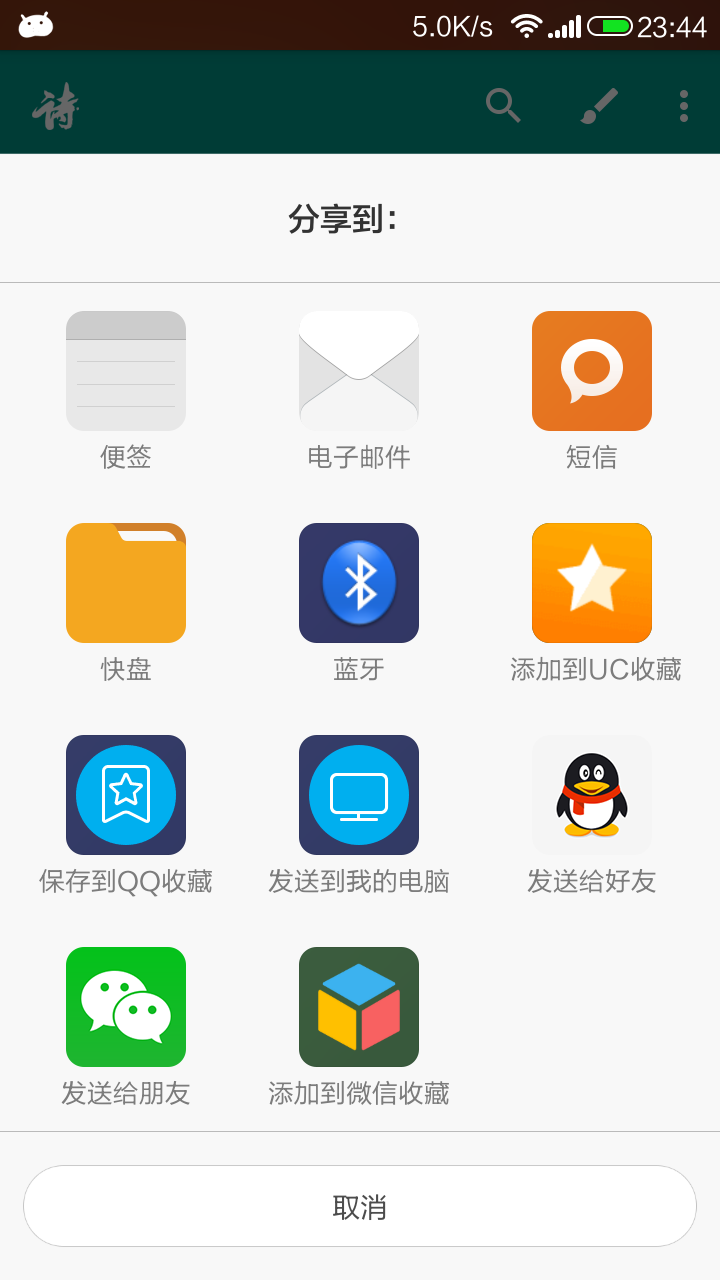 5.0K/s 23:44
诗
分享到：
便签 电子邮件 短信
快盘 蓝牙 添加到UC收藏
保存到QQ收藏 发送到我的电脑 发送给好友
发送给朋友 添加到微信收藏
取消